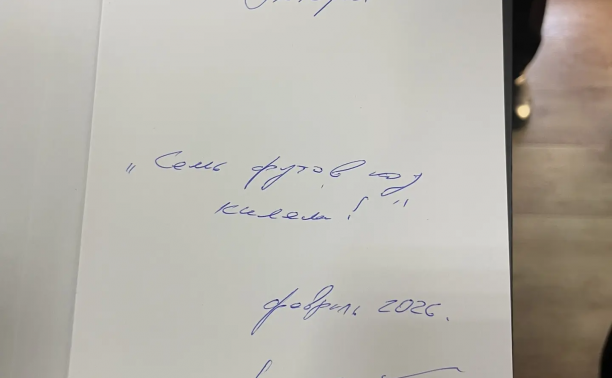 „Семь футов под
килем!"
февраль 2026.